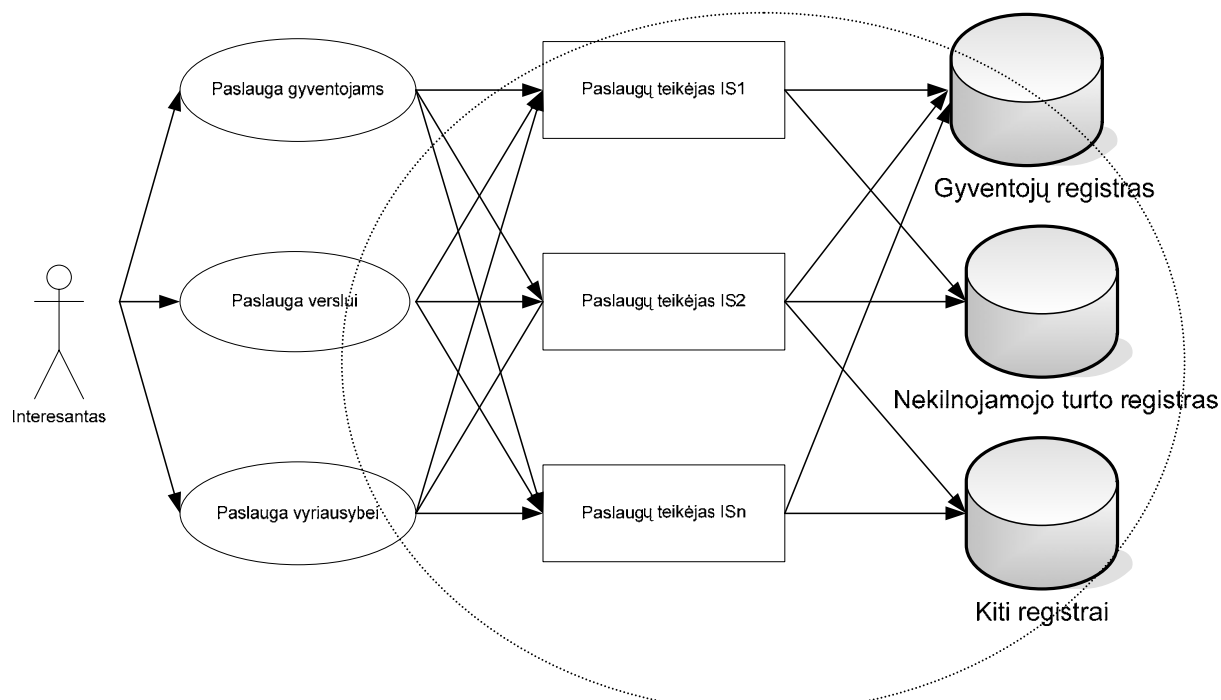 Paslauga gyventojams
Paslaugų teikėjas IS1
Gyventojų registras
Paslauga verslui
Paslaugų teikėjas IS2
Nekilnojamojo turto registras
Interesantas
Paslauga vyriausybei
Paslaugų teikėjas ISn
Kiti registrai